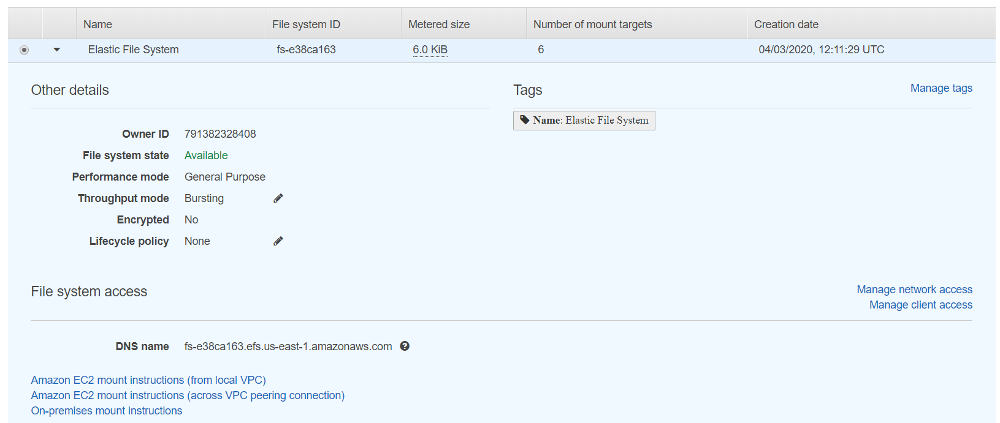 Name File system ID Metered size Number of mount targets Creation date
Elastic File System fs-e38ca163 6.0 KiB 6 04/03/2020, 12:11:29 UTC
Other details
Tags Manage tags
Name: Elastic File System
Owner ID 791382328408
File system state Available
Performance mode General Purpose
Throughput mode Bursting
Encrypted No
Lifecycle policy None
File system access
Manage network access
Manage client access
DNS name fs-e38ca163.efs.us-east-1.amazonaws.com
Amazon EC2 mount instructions (from local VPC)
Amazon EC2 mount instructions (across VPC peering connection)
On-premises mount instructions